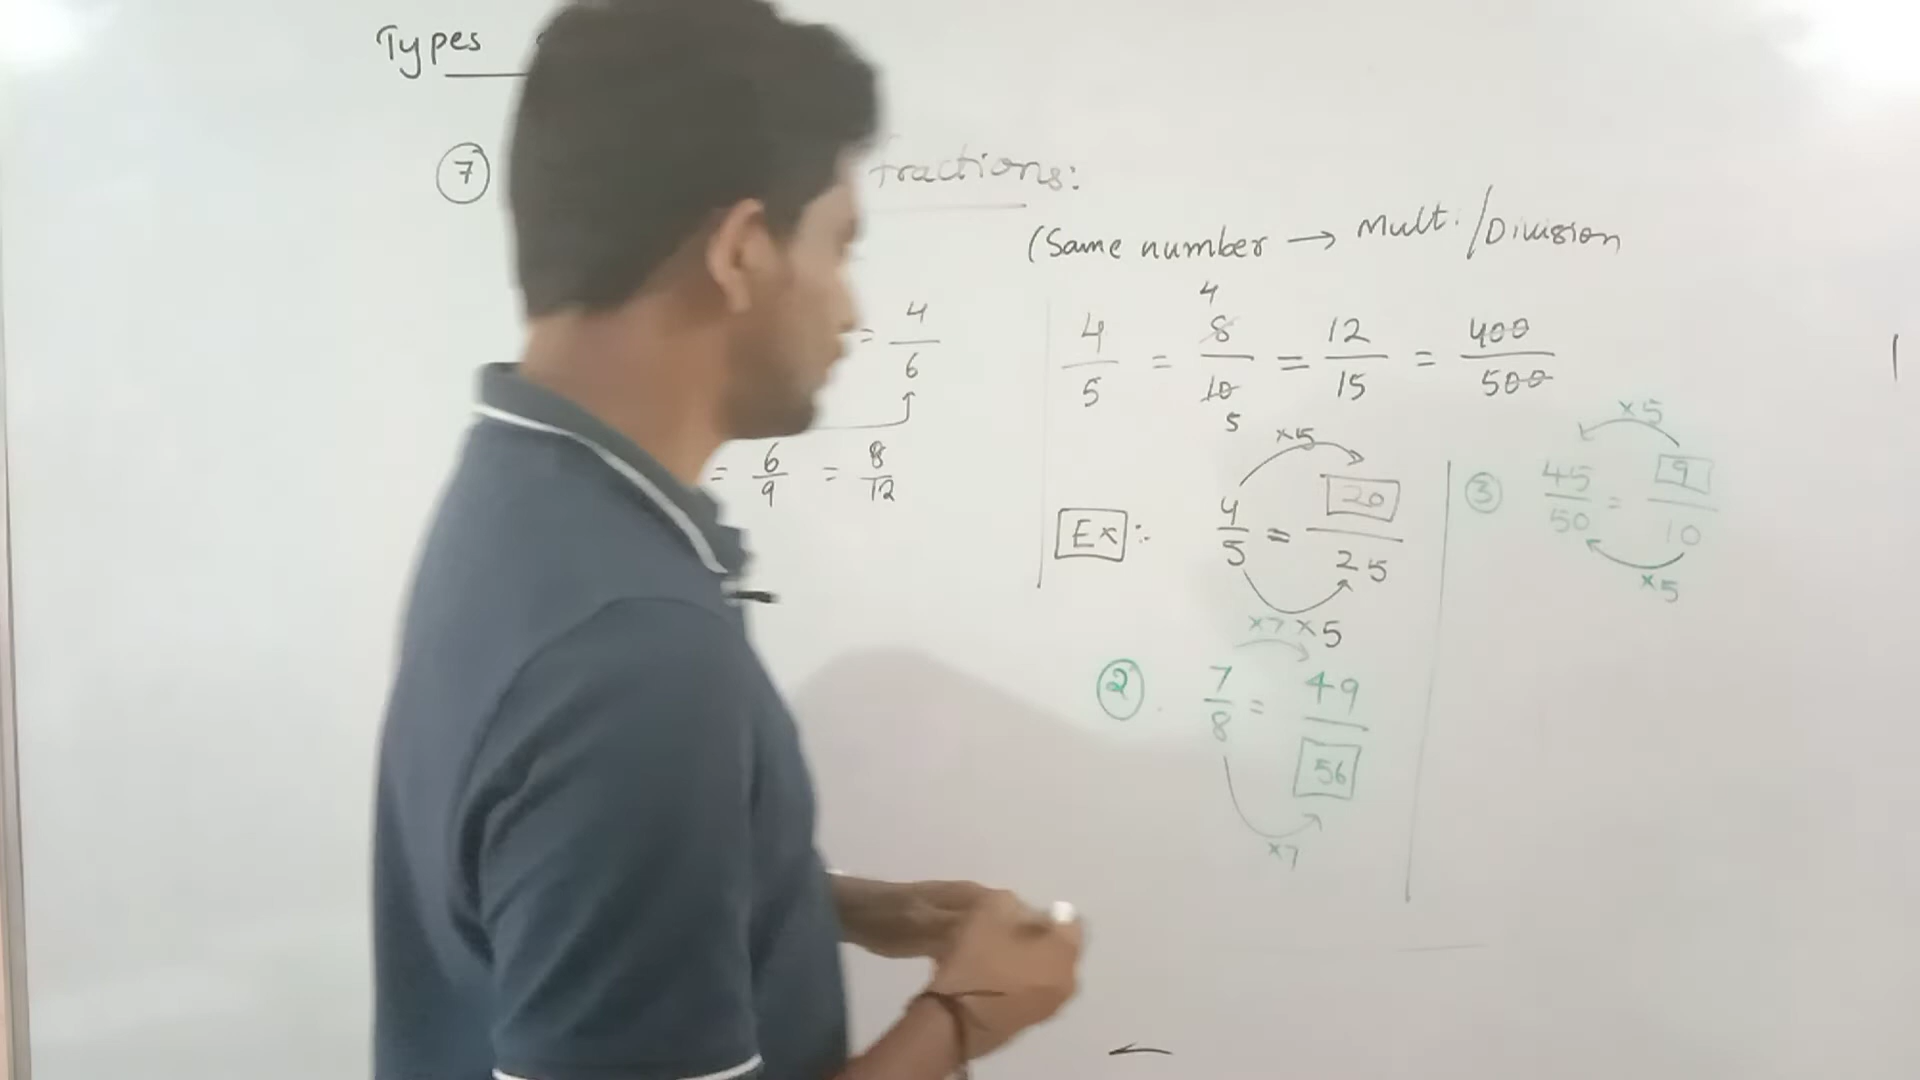 Types
⑦ fractions:
(Same number → Mult. / Division
= 4/6
4/5 = 8/10 = 12/15 = 400/500
4
5
= 6/9 = 8/12
Ex :- 4/5 = 20/25
×5
×5
② 7/8 = 49/56
×7
×7
③ 45/50 = 9/10
×5
×5